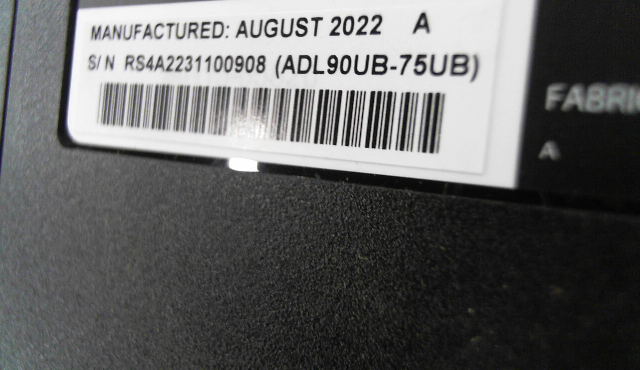 MANUFACTURED: AUGUST 2022 A
S/N RS4A2231100908 (ADL90UB-75UB)
A